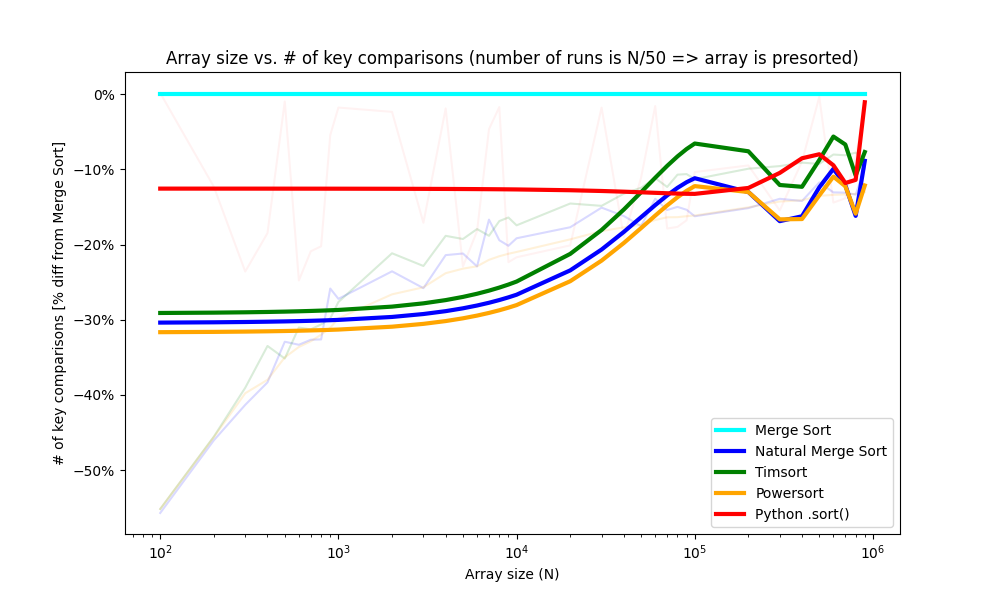 Array size vs. # of key comparisons (number of runs is N/50 => array is presorted)
# of key comparisons [% diff from Merge Sort]
0%
−10%
−20%
−30%
−40%
−50%
10²
10³
10⁴
10⁵
10⁶
Array size (N)
Merge Sort
Natural Merge Sort
Timsort
Powersort
Python .sort()